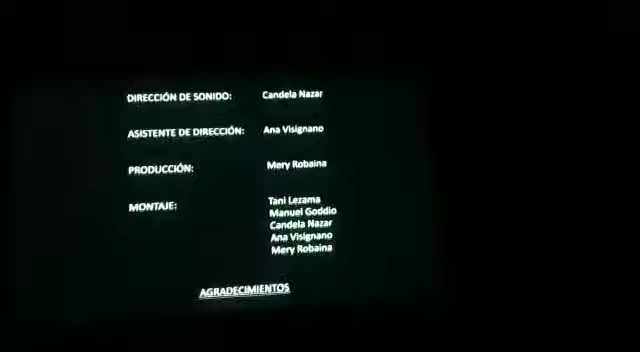 DIRECCIÓN DE SONIDO: Candela Nazar
ASISTENTE DE DIRECCIÓN: Ana Visignano
PRODUCCIÓN: Mery Robaina
MONTAJE: Tani Lezama
Manuel Goddio
Candela Nazar
Ana Visignano
Mery Robaina
AGRADECIMIENTOS